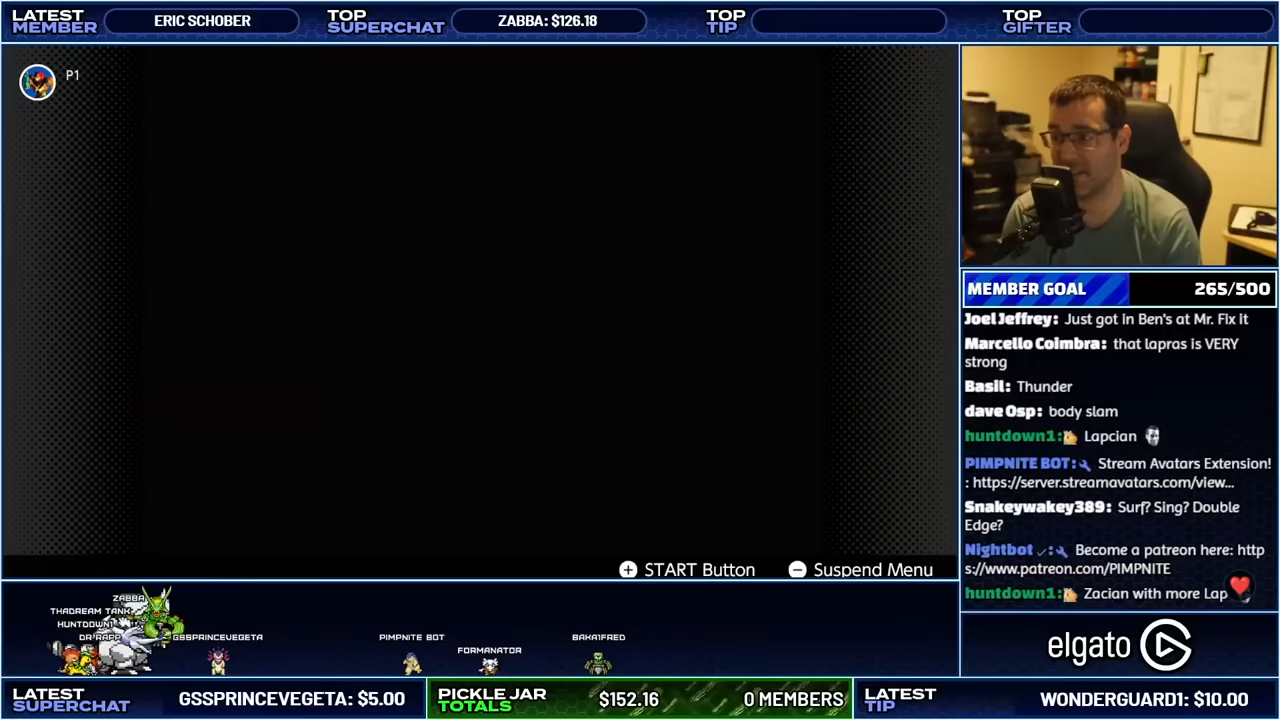 LATEST MEMBER
ERIC SCHOBER
TOP SUPERCHAT
ZABBA: $126.18
TOP TIP
TOP GIFTER
P1
MEMBER GOAL
265/500
Joel Jeffrey: Just got in Ben's at Mr. Fix it
Marcello Coimbra: that lapras is VERY
strong
Basil: Thunder
dave Osp: body slam
huntdown1: Lapcian
PIMPNITE BOT: Stream Avatars Extension!
: https://server.streamavatars.com/view...
Snakeywakey389: Surf? Sing? Double
Edge?
Nightbot ✓: Become a patreon here: http
s://www.patreon.com/PIMPNITE
huntdown1: Zacian with more Lap
+ START Button
− Suspend Menu
ZABBA
THADREAM TANK
HUNTDOWN1
DR RAPP
GSSPRINCEVEGETA
PIMPNITE BOT
FORMANATOR
BAKA1FRED
elgato
LATEST SUPERCHAT
GSSPRINCEVEGETA: $5.00
PICKLE JAR TOTALS
$152.16
0 MEMBERS
LATEST TIP
WONDERGUARD1: $10.00